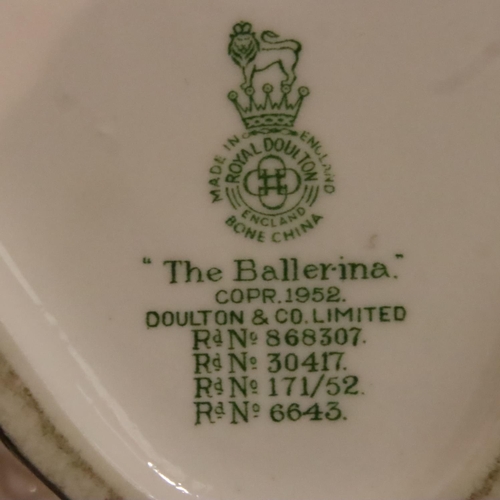 MADE IN ENGLAND
ROYAL DOULTON
ENGLAND
BONE CHINA
"The Ballerina."
COPR. 1952.
DOULTON & CO. LIMITED
Rd No 868307.
Rd No 30417.
Rd No 171/52.
Rd No 6643.